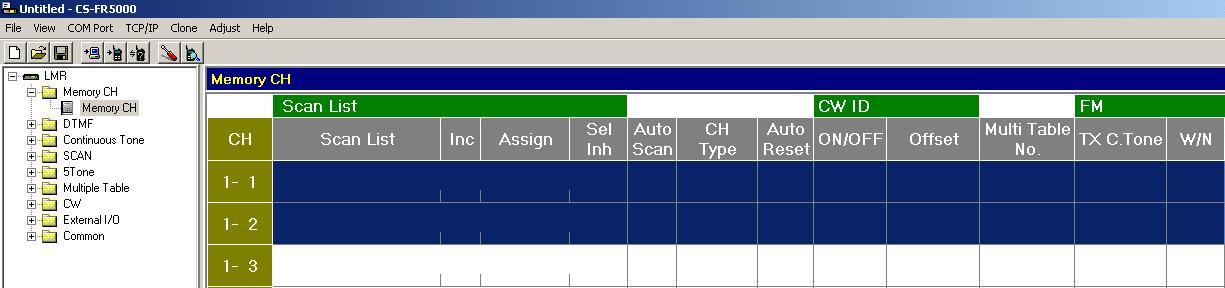 Untitled - CS-FR5000
File View COM Port TCP/IP Clone Adjust Help
LMR
Memory CH
Memory CH
DTMF
Continuous Tone
SCAN
5Tone
Multiple Table
CW
External I/O
Common
Memory CH
Scan List CW ID FM
CH Scan List Inc Assign Sel Inh Auto Scan CH Type Auto Reset ON/OFF Offset Multi Table No. TX C.Tone W/N
1- 1
1- 2
1- 3